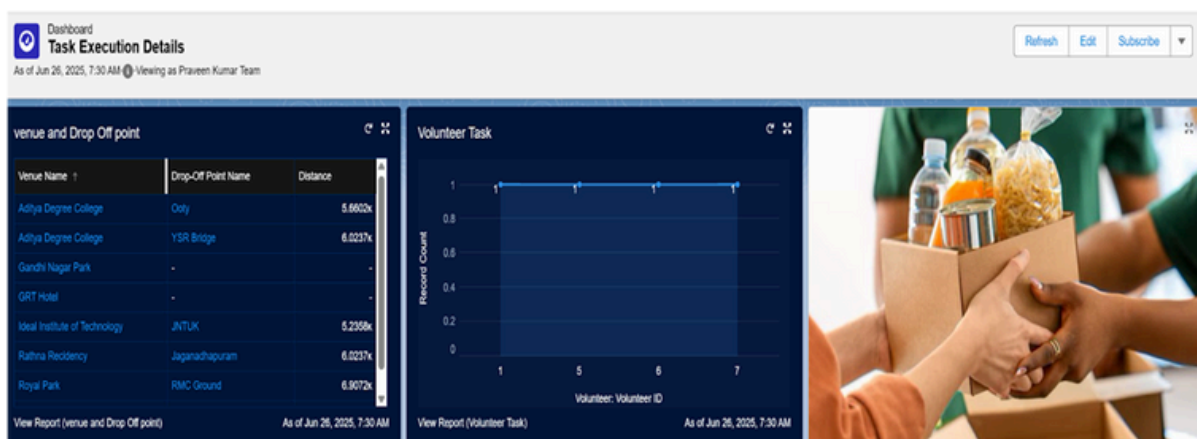 Dashboard
Task Execution Details
As of Jun 26, 2025, 7:30 AM·Viewing as Praveen Kumar Team
Refresh Edit Subscribe
venue and Drop Off point
Venue Name ↑ Drop-Off Point Name Distance
Aditya Degree College Ooty 5.6602K
Aditya Degree College YSR Bridge 6.0237K
Gandhi Nagar Park - -
GRT Hotel - -
Ideal Institute of Technology JNTUK 5.2358K
Rathna Recidency Jaganadhapuram 6.0237K
Royal Park RMC Ground 6.9072K
View Report (venue and Drop Off point) As of Jun 26, 2025, 7:30 AM
Volunteer Task
Record Count
1
0.8
0.6
0.4
0.2
0
1 1 1 1
1 5 6 7
Volunteer: Volunteer ID
View Report (Volunteer Task) As of Jun 26, 2025, 7:30 AM